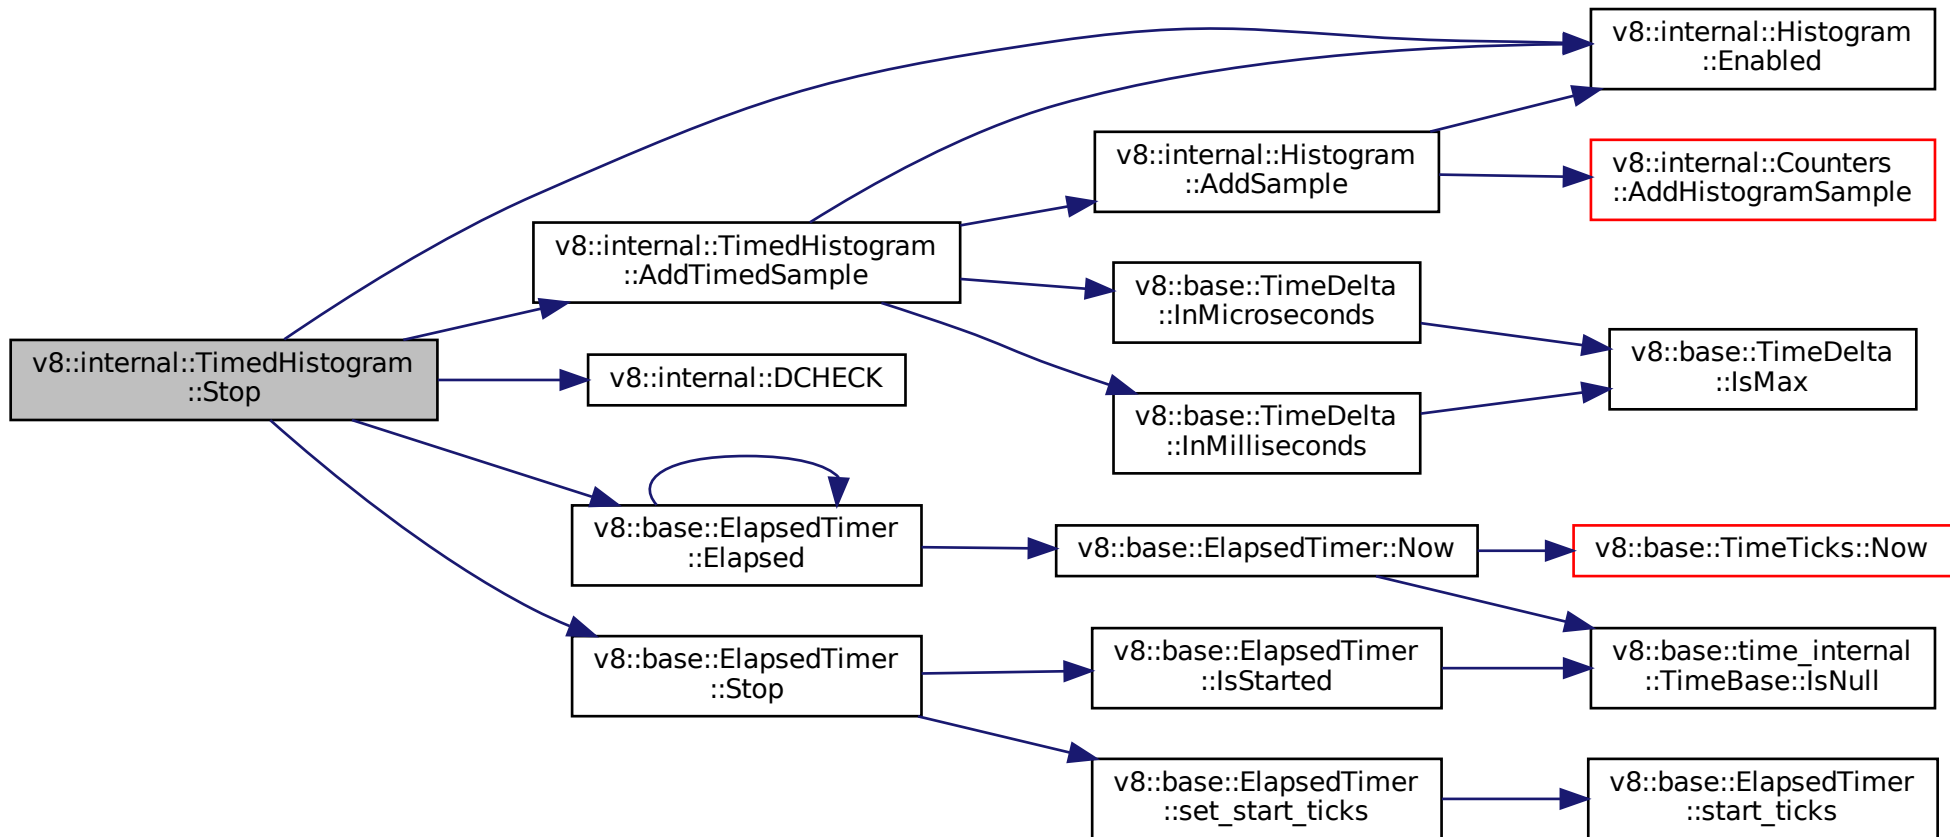 v8::internal::Histogram
::Enabled
v8::internal::Histogram
::AddSample
v8::internal::Counters
::AddHistogramSample
v8::internal::TimedHistogram
::AddTimedSample
v8::base::TimeDelta
::InMicroseconds
v8::internal::TimedHistogram
::Stop
v8::internal::DCHECK
v8::base::TimeDelta
::IsMax
v8::base::TimeDelta
::InMilliseconds
v8::base::ElapsedTimer
::Elapsed
v8::base::ElapsedTimer::Now
v8::base::TimeTicks::Now
v8::base::ElapsedTimer
::Stop
v8::base::ElapsedTimer
::IsStarted
v8::base::time_internal
::TimeBase::IsNull
v8::base::ElapsedTimer
::set_start_ticks
v8::base::ElapsedTimer
::start_ticks